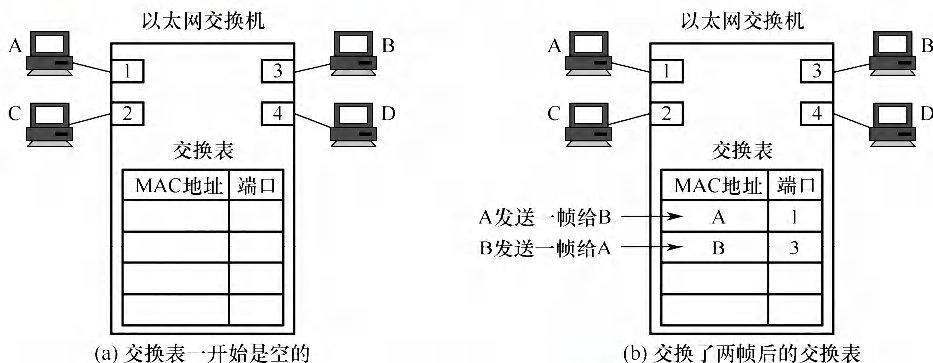 以太网交换机
A
B
1
3
C
D
2
4
交换表
MAC地址 端口
(a) 交换表一开始是空的
以太网交换机
A
B
1
3
C
D
2
4
交换表
MAC地址 端口
A发送一帧给B A 1
B发送一帧给A B 3
(b) 交换了两帧后的交换表